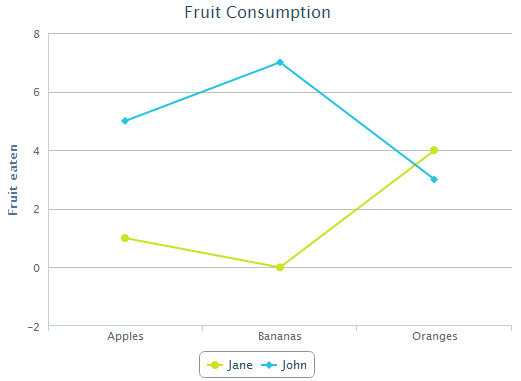 Fruit Consumption
8
6
4
2
0
-2
Fruit eaten
Apples Bananas Oranges
Jane John